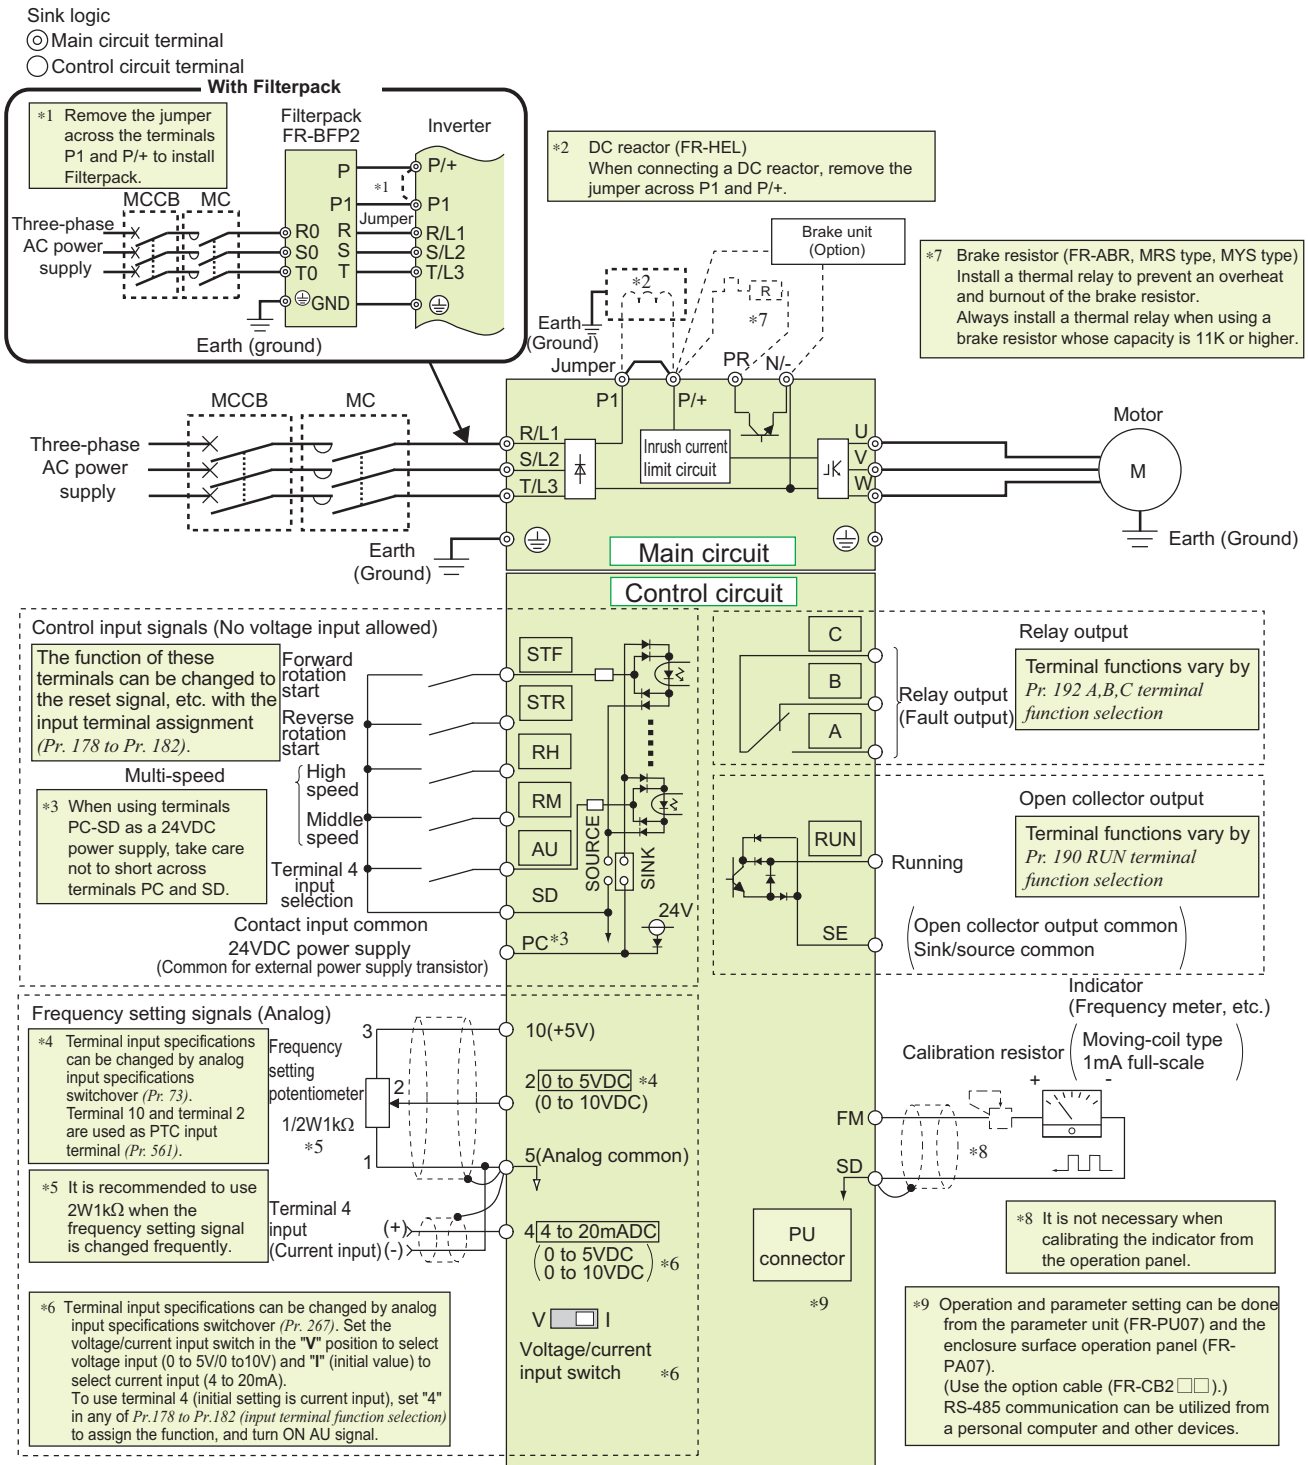 Sink logic
Main circuit terminal
Control circuit terminal
With Filterpack
*1 Remove the jumper
across the terminals
P1 and P/+ to install
Filterpack.
Filterpack
FR-BFP2
Inverter
MCCB
MC
Three-phase
AC power
supply
P
P1
R0
S0
T0
R
S
T
GND
*1
Jumper
P/+
P1
R/L1
S/L2
T/L3
Earth (ground)
*2 DC reactor (FR-HEL)
When connecting a DC reactor, remove the
jumper across P1 and P/+.
Brake unit
(Option)
*7 Brake resistor (FR-ABR, MRS type, MYS type)
Install a thermal relay to prevent an overheat
and burnout of the brake resistor.
Always install a thermal relay when using a
brake resistor whose capacity is 11K or higher.
*2
R
*7
Earth
(Ground)
Jumper
PR
N/-
P1
P/+
MCCB
MC
Three-phase
AC power
supply
R/L1
S/L2
T/L3
Inrush current
limit circuit
U
V
W
Motor
M
Earth
(Ground)
Earth (Ground)
Main circuit
Control circuit
Control input signals (No voltage input allowed)
The function of these
terminals can be changed to
the reset signal, etc. with the
input terminal assignment
(Pr. 178 to Pr. 182).
Forward
rotation
start
Reverse
rotation
start
Multi-speed
High
speed
Middle
speed
*3 When using terminals
PC-SD as a 24VDC
power supply, take care
not to short across
terminals PC and SD.
Terminal 4
input
selection
Contact input common
24VDC power supply
(Common for external power supply transistor)
STF
STR
RH
RM
AU
SD
PC*3
SOURCE
SINK
24V
C
B
A
Relay output
Relay output
(Fault output)
Terminal functions vary by
Pr. 192 A,B,C terminal
function selection
Open collector output
RUN
Running
Terminal functions vary by
Pr. 190 RUN terminal
function selection
SE
Open collector output common
Sink/source common
Frequency setting signals (Analog)
*4 Terminal input specifications
can be changed by analog
input specifications
switchover (Pr. 73).
Terminal 10 and terminal 2
are used as PTC input
terminal (Pr. 561).
Frequency
setting
potentiometer
1/2W1kΩ
*5
3
2
1
*5 It is recommended to use
2W1kΩ when the
frequency setting signal
is changed frequently.
Terminal 4
input
(Current input)
(+)
(-)
10(+5V)
2 0 to 5VDC *4
(0 to 10VDC)
5(Analog common)
4 4 to 20mADC
(0 to 5VDC
0 to 10VDC) *6
V I
Voltage/current
input switch *6
*6 Terminal input specifications can be changed by analog
input specifications switchover (Pr. 267). Set the
voltage/current input switch in the "V" position to select
voltage input (0 to 5V/0 to10V) and "I" (initial value) to
select current input (4 to 20mA).
To use terminal 4 (initial setting is current input), set "4"
in any of Pr.178 to Pr.182 (input terminal function selection)
to assign the function, and turn ON AU signal.
Indicator
(Frequency meter, etc.)
Calibration resistor
Moving-coil type
1mA full-scale
+
-
FM
SD
*8
PU
connector
*9
*8 It is not necessary when
calibrating the indicator from
the operation panel.
*9 Operation and parameter setting can be done
from the parameter unit (FR-PU07) and the
enclosure surface operation panel (FR-
PA07).
(Use the option cable (FR-CB2□□).)
RS-485 communication can be utilized from
a personal computer and other devices.